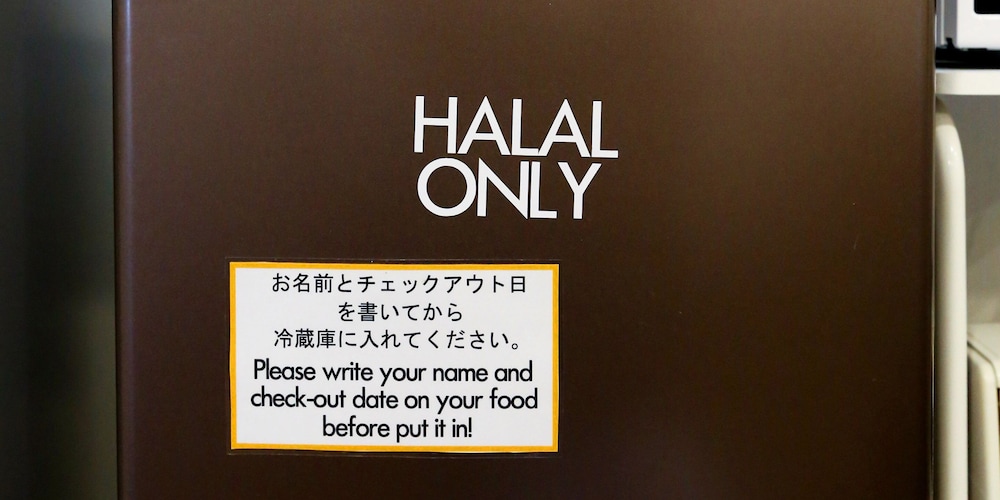 HALAL
ONLY
お名前とチェックアウト日
を書いてから
冷蔵庫に入れてください。
Please write your name and
check-out date on your food
before put it in!